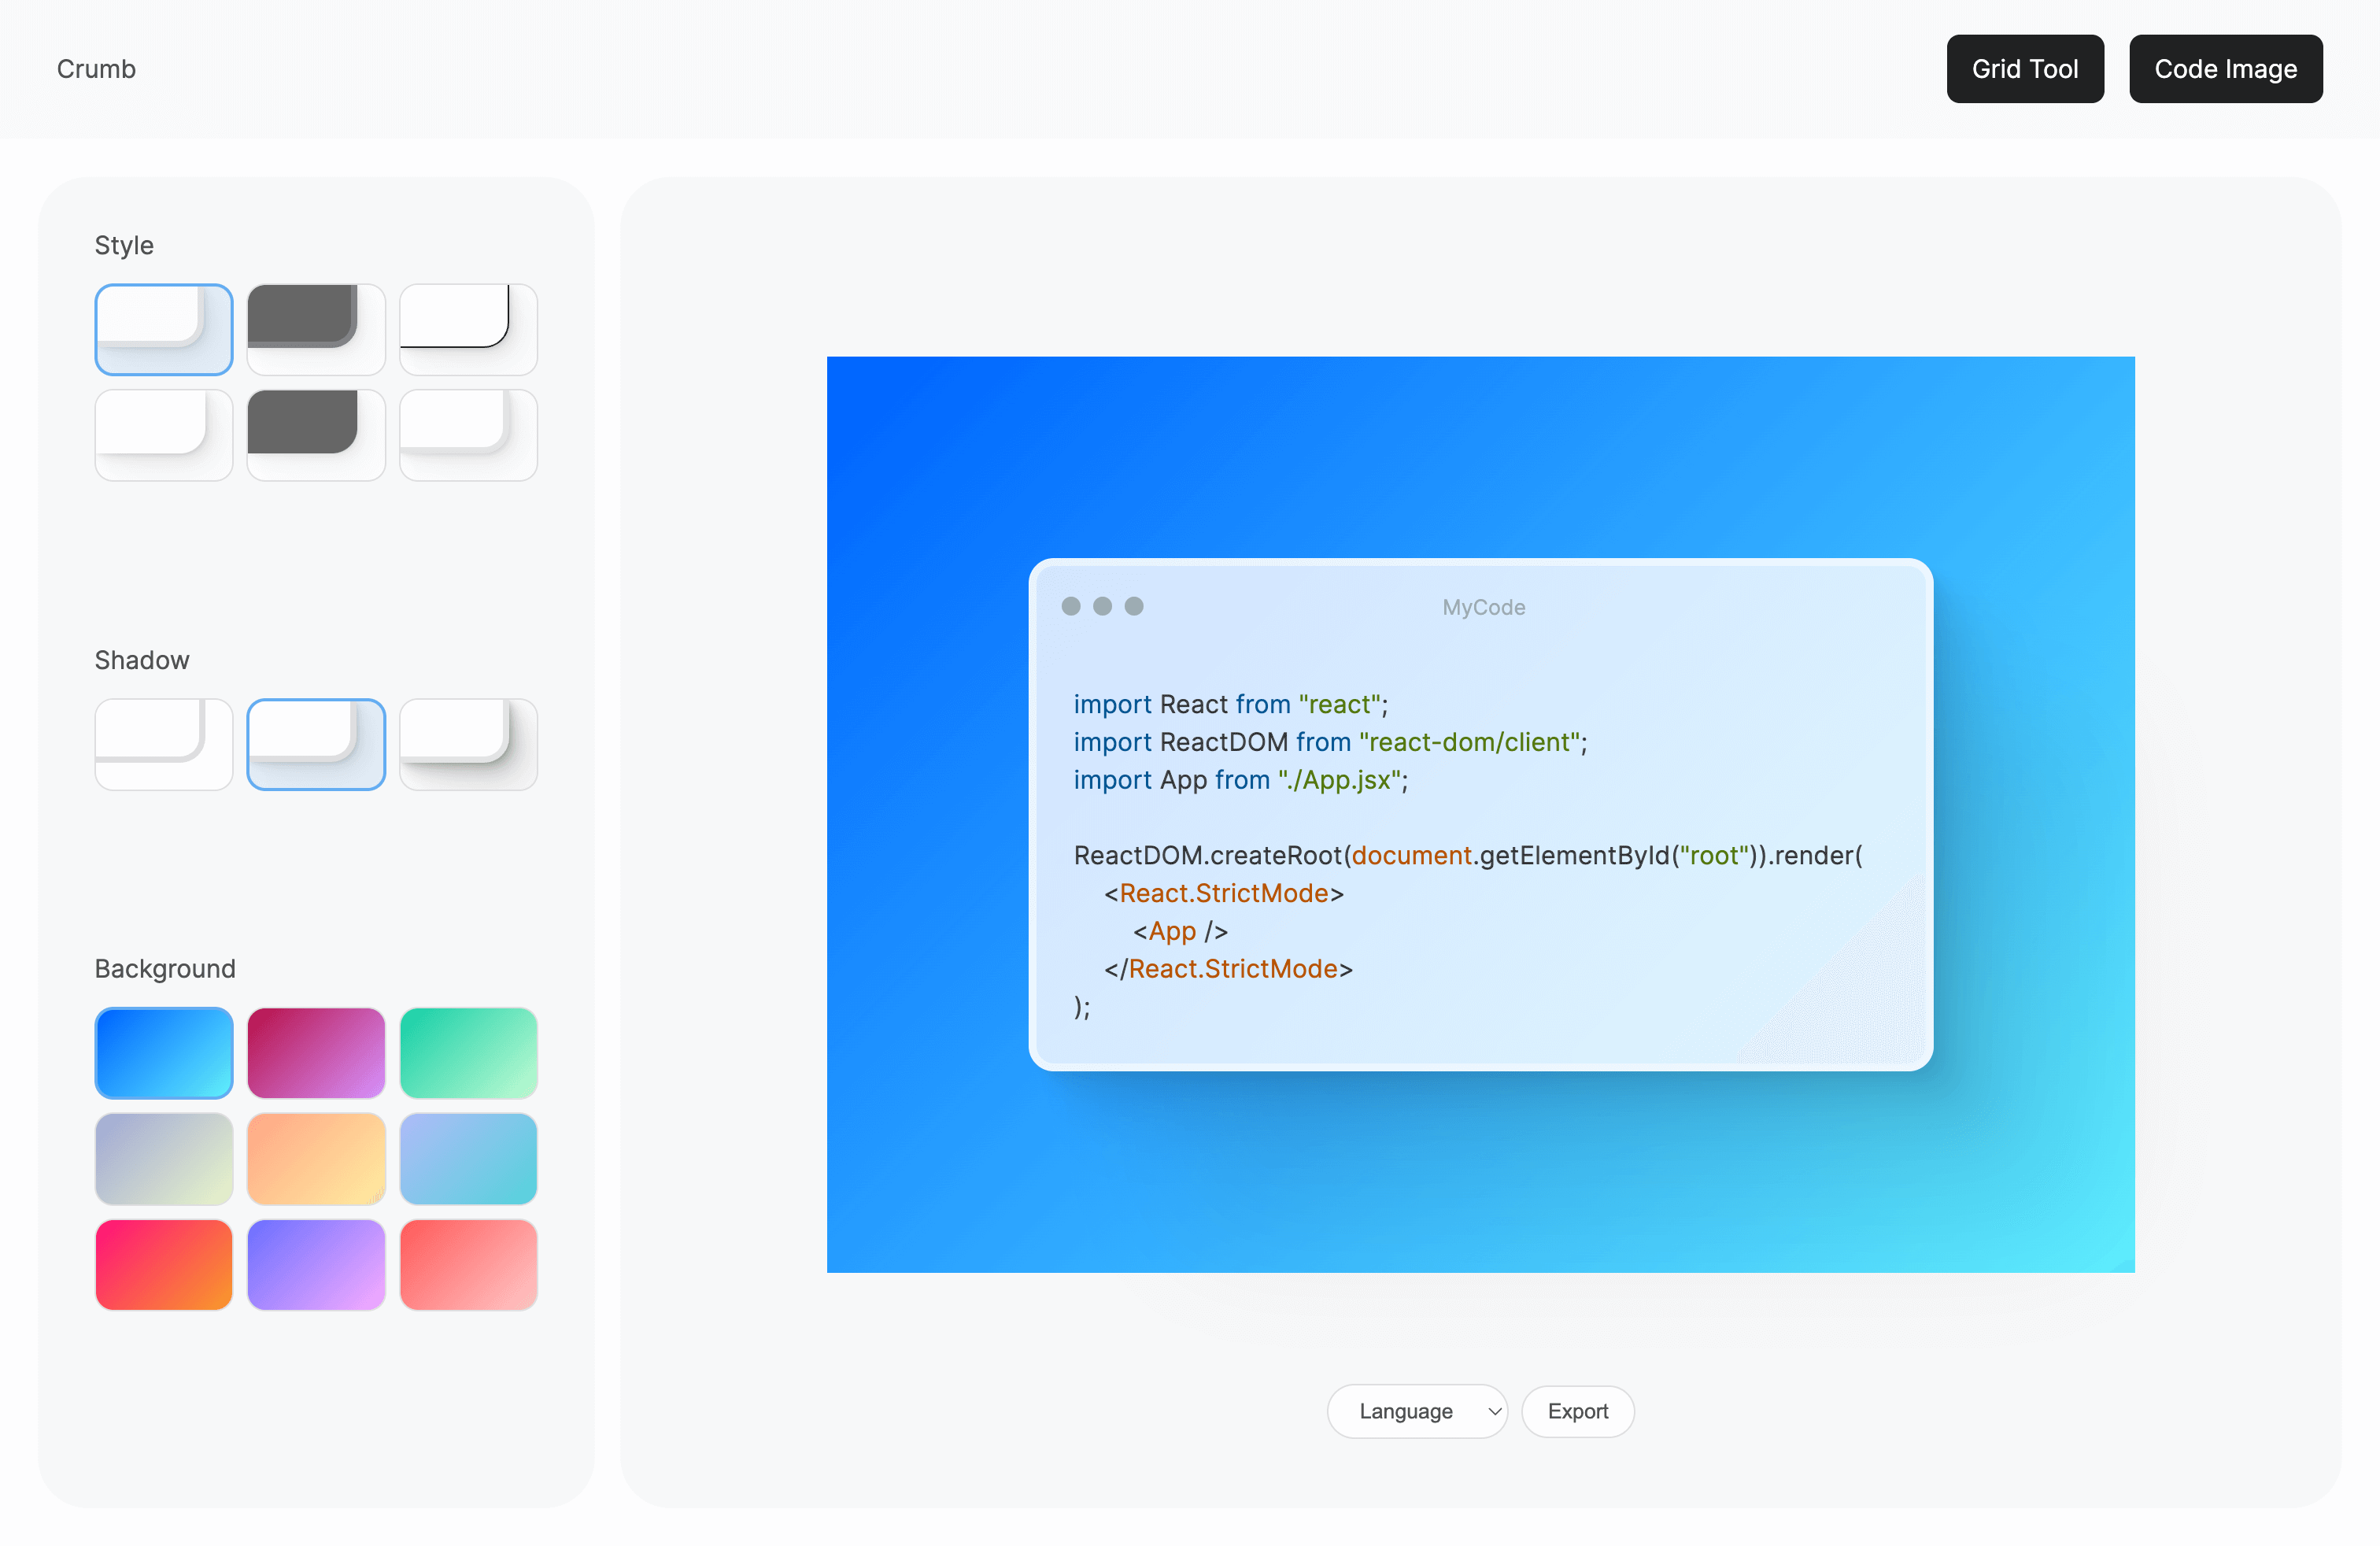 Crumb
Grid Tool
Code Image
Style
Shadow
Background
MyCode
import React from "react";
import ReactDOM from "react-dom/client";
import App from "./App.jsx";
ReactDOM.createRoot(document.getElementById("root")).render(
    <React.StrictMode>
        <App />
    </React.StrictMode>
);
Language
Export